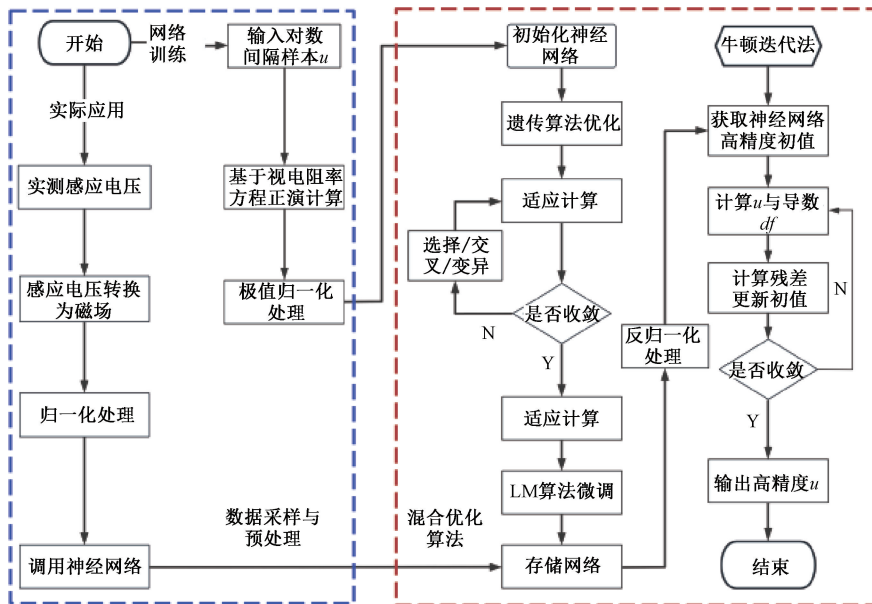 开始
网络
训练
实际应用
实测感应电压
感应电压转换
为磁场
归一化处理
调用神经网络
输入对数
间隔样本u
基于视电阻率
方程正演计算
极值归一化
处理
数据采样与
预处理
初始化神经
网络
遗传算法优化
适应计算
选择/交
叉/变异
是否收敛
N
Y
适应计算
LM算法微调
存储网络
混合优化
算法
反归一化
处理
牛顿迭代法
获取神经网络
高精度初值
计算u与导数
df
计算残差
更新初值
N
是否收敛
Y
输出高精度u
结束